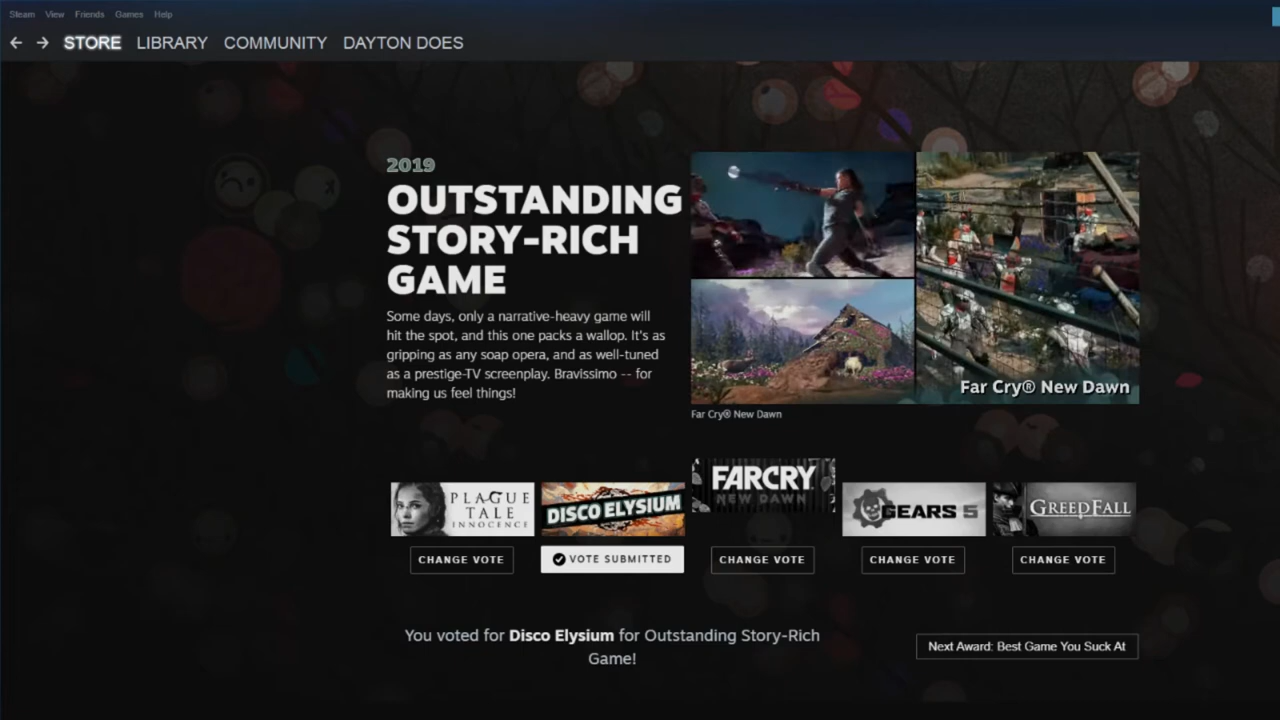 Steam View Friends Games Help
STORE LIBRARY COMMUNITY DAYTON DOES
2019
OUTSTANDING
STORY-RICH
GAME
Some days, only a narrative-heavy game will
hit the spot, and this one packs a wallop. It's as
gripping as any soap opera, and as well-tuned
as a prestige-TV screenplay. Bravissimo -- for
making us feel things!
Far Cry® New Dawn
Far Cry® New Dawn
PLAGUE
TALE
INNOCENCE
DISCO ELYSIUM
FARCRY
NEW DAWN
GEARS 5
GREEDFALL
CHANGE VOTE
VOTE SUBMITTED
CHANGE VOTE
CHANGE VOTE
CHANGE VOTE
You voted for Disco Elysium for Outstanding Story-Rich
Game!
Next Award: Best Game You Suck At